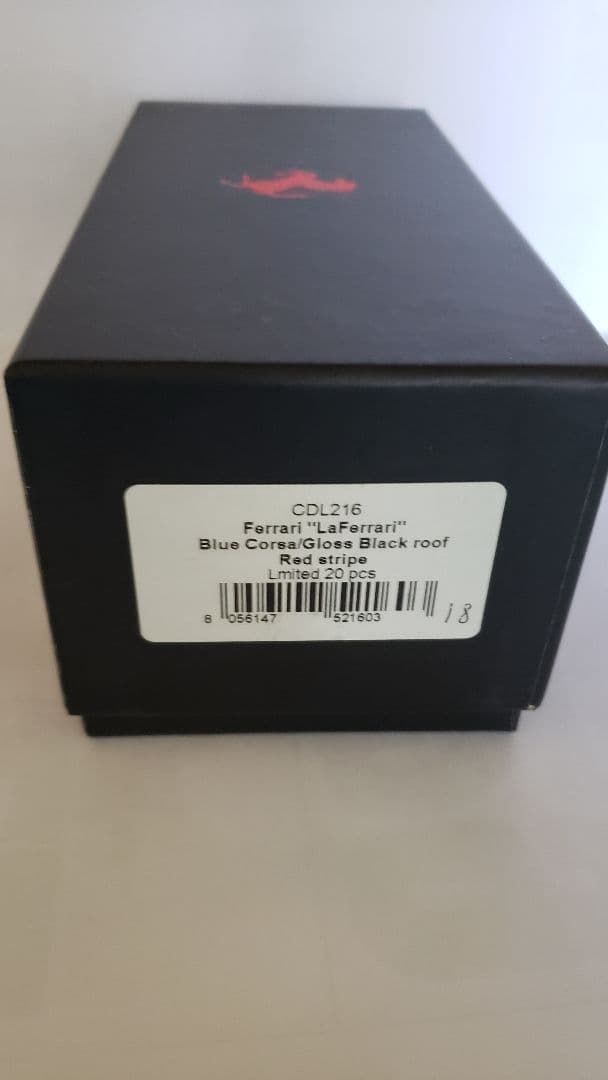 CDL216
Ferrari "LaFerrari"
Blue Corsa/Gloss Black roof
Red stripe
Lmited 20 pcs
8 056147 521603
18